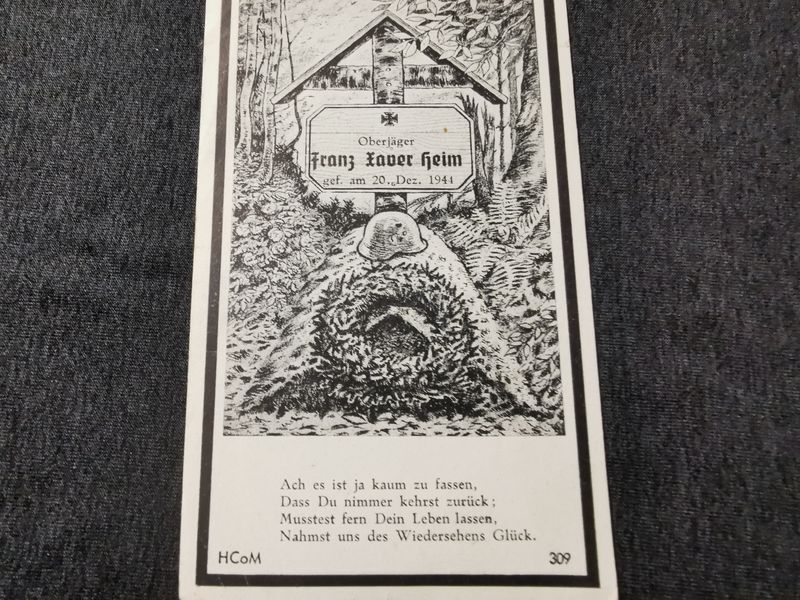 Oberjäger
Franz Xaver Heim
gef. am 20. Dez. 1941
Ach es ist ja kaum zu fassen,
Dass Du nimmer kehrst zurück;
Musstest fern Dein Leben lassen,
Nahmst uns des Wiedersehens Glück.
HCoM
309